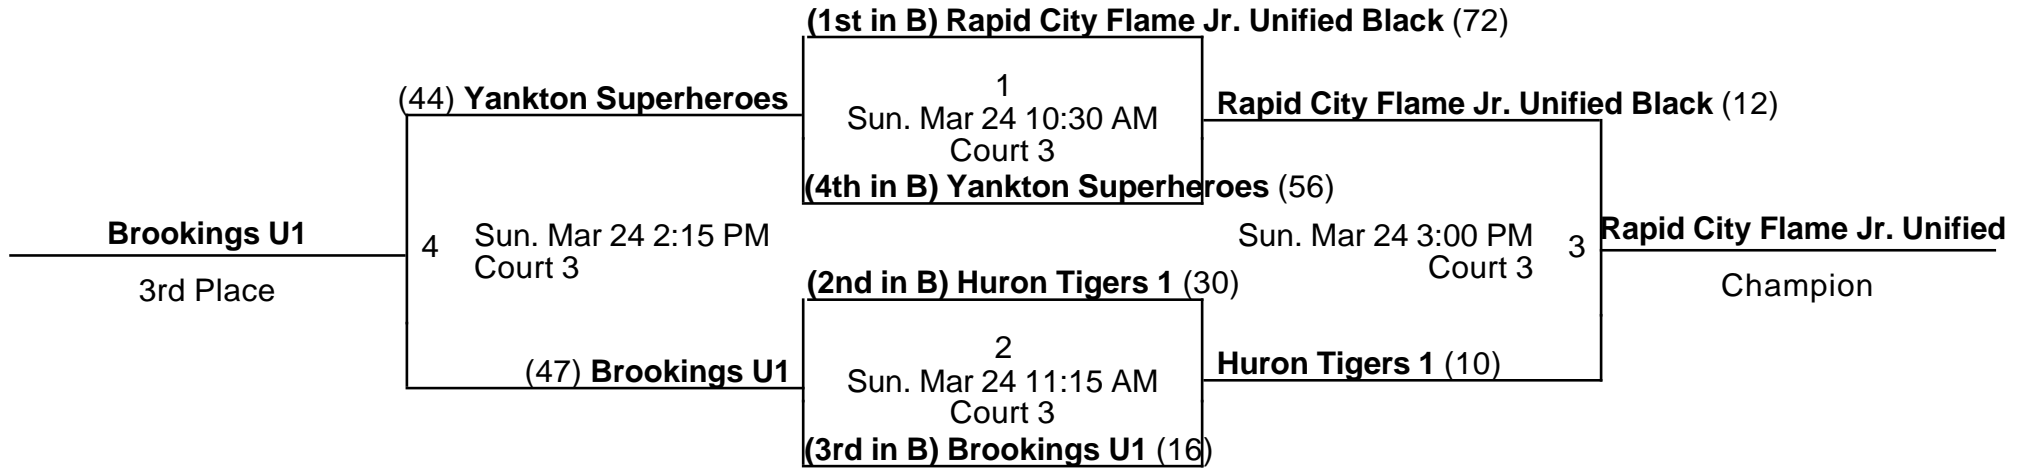 (1st in B) Rapid City Flame Jr. Unified Black (72)
(44) Yankton Superheroes
1
Sun. Mar 24 10:30 AM
Court 3
Rapid City Flame Jr. Unified Black (12)
(4th in B) Yankton Superheroes (56)
Brookings U1
3rd Place
4
Sun. Mar 24 2:15 PM
Court 3
Sun. Mar 24 3:00 PM
Court 3
3
Rapid City Flame Jr. Unified
Champion
(2nd in B) Huron Tigers 1 (30)
(47) Brookings U1
2
Sun. Mar 24 11:15 AM
Court 3
Huron Tigers 1 (10)
(3rd in B) Brookings U1 (16)